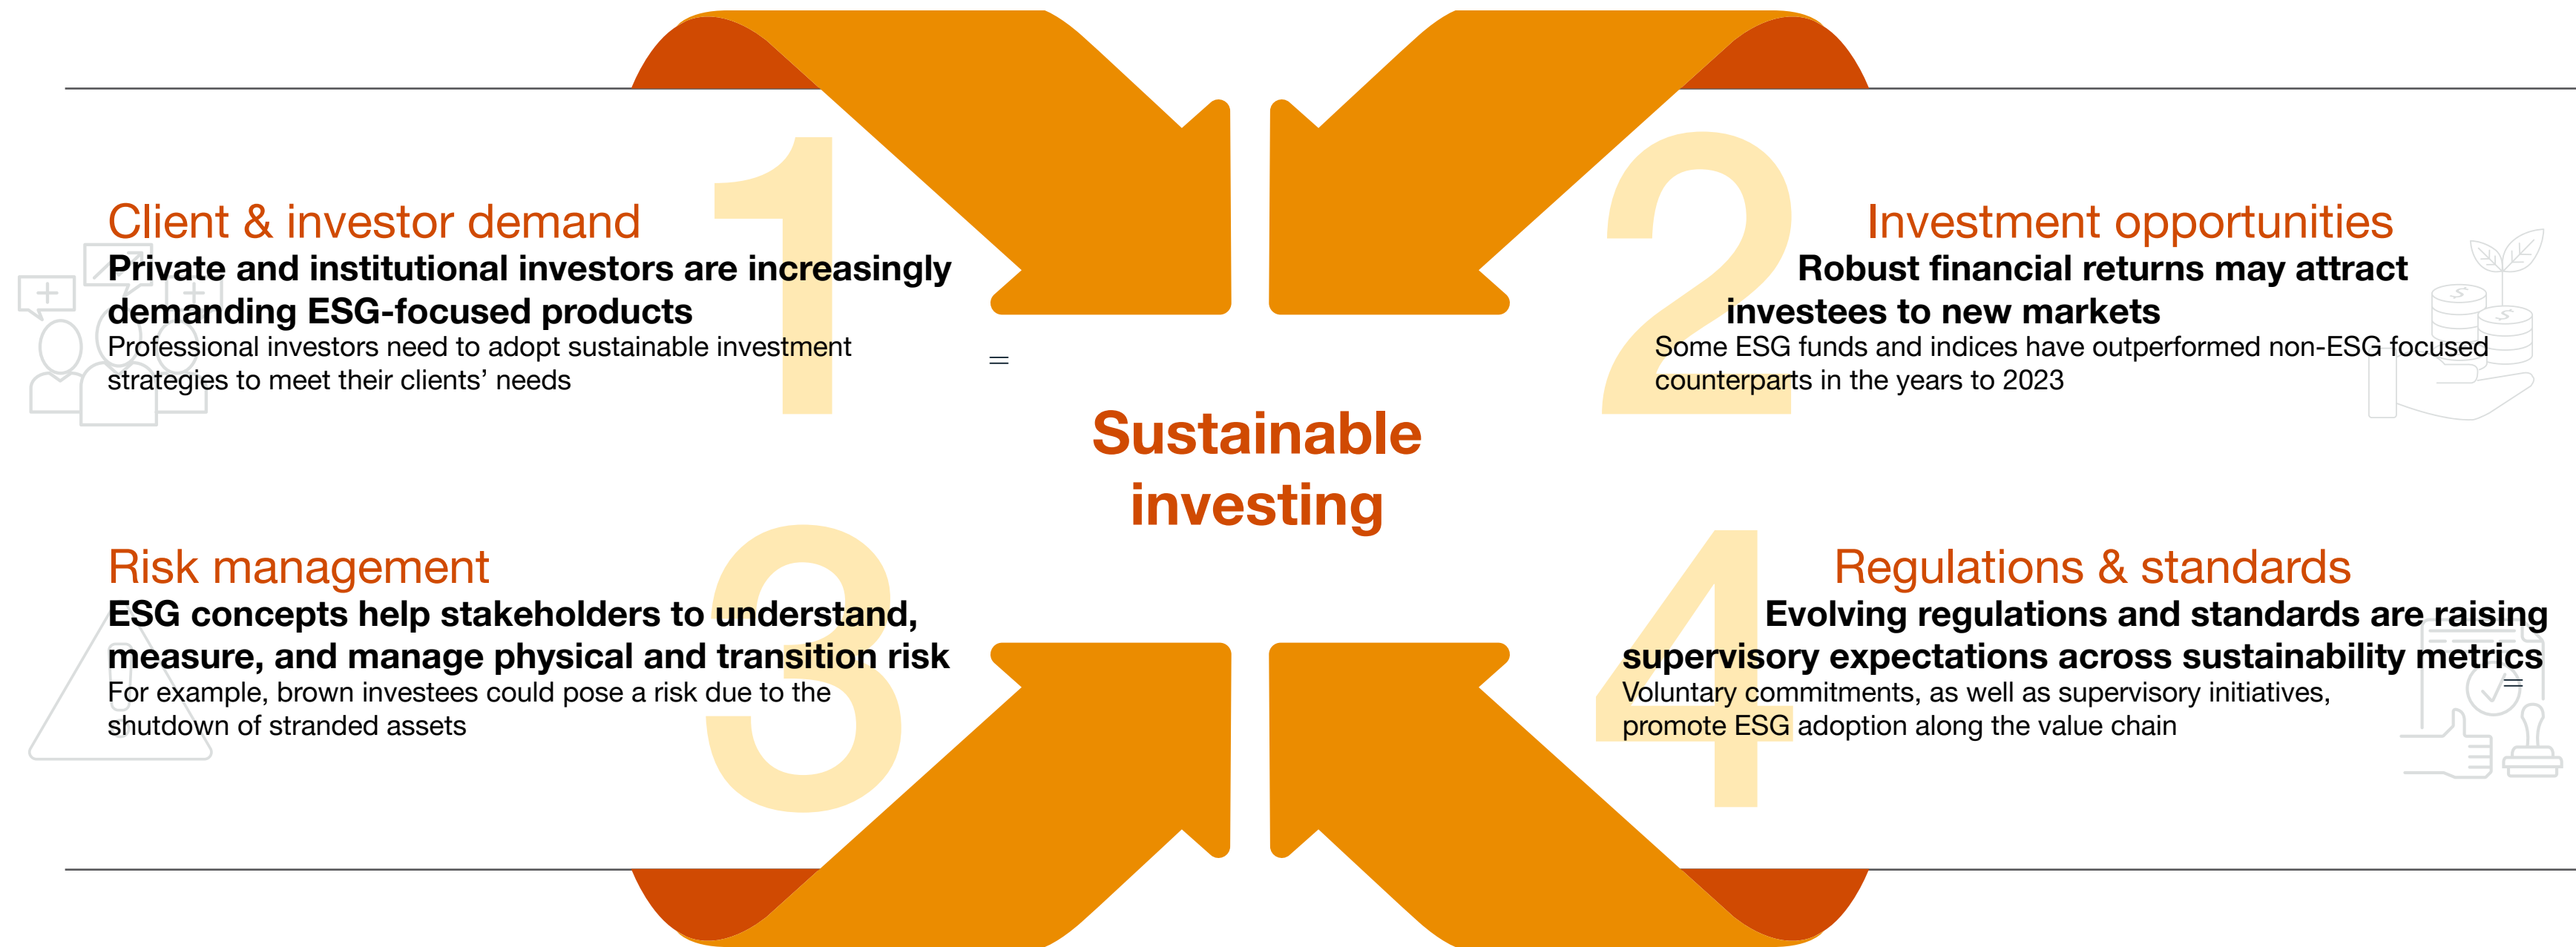 1
Client & investor demand
Private and institutional investors are increasingly
demanding ESG-focused products
Professional investors need to adopt sustainable investment
strategies to meet their clients’ needs
=
2
Investment opportunities
Robust financial returns may attract
investees to new markets
Some ESG funds and indices have outperformed non-ESG focused
counterparts in the years to 2023
$
$
Sustainable
investing
3
Risk management
ESG concepts help stakeholders to understand,
measure, and manage physical and transition risk
For example, brown investees could pose a risk due to the
shutdown of stranded assets
4
Regulations & standards
Evolving regulations and standards are raising
supervisory expectations across sustainability metrics
Voluntary commitments, as well as supervisory initiatives,
promote ESG adoption along the value chain
=